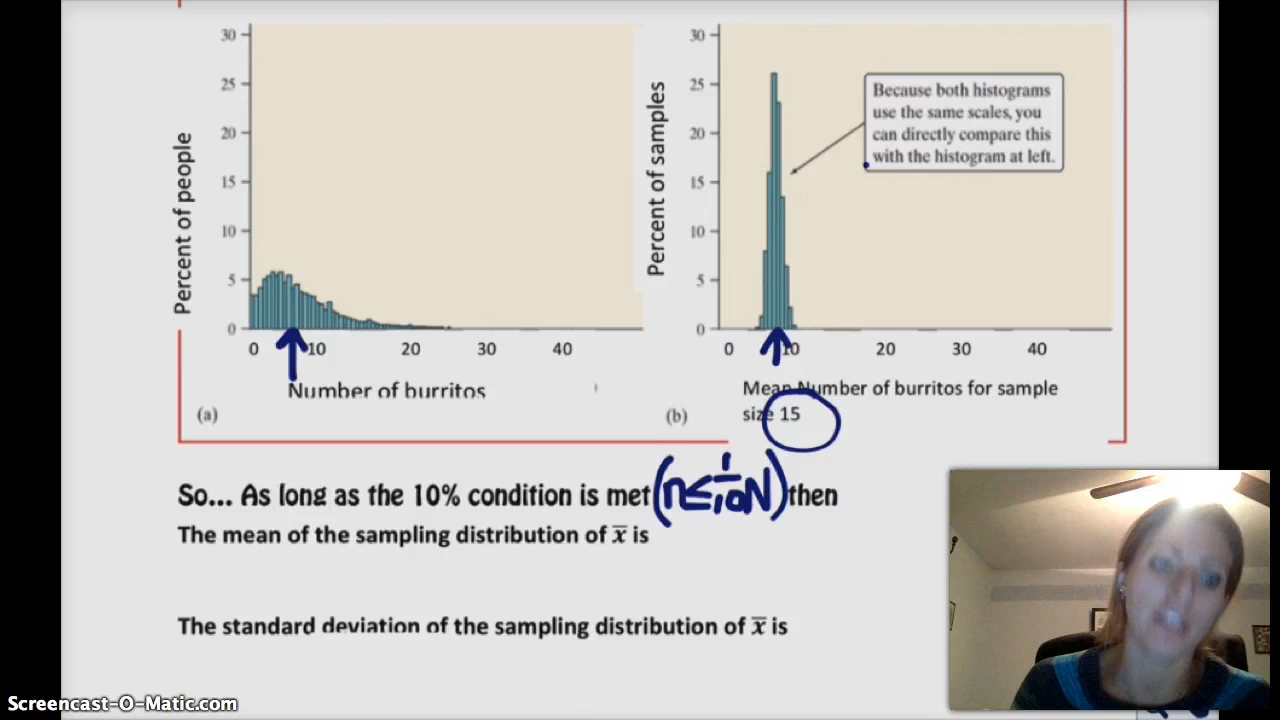 30
25
20
15
10
5
0
Percent of people
0 10 20 30 40
Number of burritos
(a)
30
25
20
15
10
5
0
Percent of samples
Because both histograms
use the same scales, you
can directly compare this
with the histogram at left.
0 10 20 30 40
Mean Number of burritos for sample
size 15
(b)
So... As long as the 10% condition is met (n≤1/10N) then
The mean of the sampling distribution of x̅ is
The standard deviation of the sampling distribution of x̅ is
Screencast-O-Matic.com